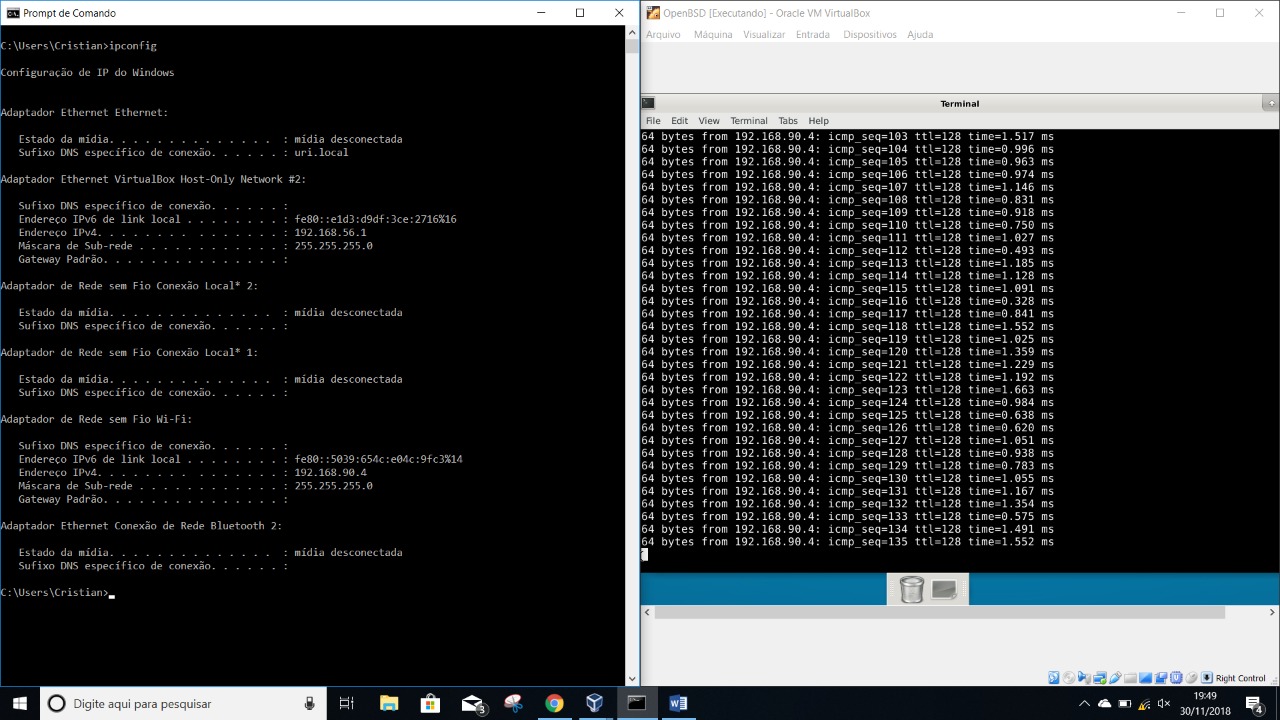 Prompt de Comando
C:\Users\Cristian>ipconfig
Configuração de IP do Windows
Adaptador Ethernet Ethernet:
Estado da mídia. . . . . . . . . . . . . . : mídia desconectada
Sufixo DNS específico de conexão. . . . . . : uri.local
Adaptador Ethernet VirtualBox Host-Only Network #2:
Sufixo DNS específico de conexão. . . . . . :
Endereço IPv6 de link local . . . . . . . . : fe80::e1d3:d9df:3ce:2716%16
Endereço IPv4. . . . . . . . . . . . . . . : 192.168.56.1
Máscara de Sub-rede . . . . . . . . . . . . : 255.255.255.0
Gateway Padrão. . . . . . . . . . . . . . . :
Adaptador de Rede sem Fio Conexão Local* 2:
Estado da mídia. . . . . . . . . . . . . . : mídia desconectada
Sufixo DNS específico de conexão. . . . . . :
Adaptador de Rede sem Fio Conexão Local* 1:
Estado da mídia. . . . . . . . . . . . . . : mídia desconectada
Sufixo DNS específico de conexão. . . . . . :
Adaptador de Rede sem Fio Wi-Fi:
Sufixo DNS específico de conexão. . . . . . :
Endereço IPv6 de link local . . . . . . . . : fe80::5039:654c:e04c:9fc3%14
Endereço IPv4. . . . . . . . . . . . . . . : 192.168.90.4
Máscara de Sub-rede . . . . . . . . . . . . : 255.255.255.0
Gateway Padrão. . . . . . . . . . . . . . . :
Adaptador Ethernet Conexão de Rede Bluetooth 2:
Estado da mídia. . . . . . . . . . . . . . : mídia desconectada
Sufixo DNS específico de conexão. . . . . . :
C:\Users\Cristian>
OpenBSD [Executando] - Oracle VM VirtualBox
Arquivo Máquina Visualizar Entrada Dispositivos Ajuda
Terminal
File Edit View Terminal Tabs Help
64 bytes from 192.168.90.4: icmp_seq=103 ttl=128 time=1.517 ms
64 bytes from 192.168.90.4: icmp_seq=104 ttl=128 time=0.996 ms
64 bytes from 192.168.90.4: icmp_seq=105 ttl=128 time=0.963 ms
64 bytes from 192.168.90.4: icmp_seq=106 ttl=128 time=0.974 ms
64 bytes from 192.168.90.4: icmp_seq=107 ttl=128 time=1.146 ms
64 bytes from 192.168.90.4: icmp_seq=108 ttl=128 time=0.831 ms
64 bytes from 192.168.90.4: icmp_seq=109 ttl=128 time=0.918 ms
64 bytes from 192.168.90.4: icmp_seq=110 ttl=128 time=0.750 ms
64 bytes from 192.168.90.4: icmp_seq=111 ttl=128 time=1.027 ms
64 bytes from 192.168.90.4: icmp_seq=112 ttl=128 time=0.493 ms
64 bytes from 192.168.90.4: icmp_seq=113 ttl=128 time=1.185 ms
64 bytes from 192.168.90.4: icmp_seq=114 ttl=128 time=1.128 ms
64 bytes from 192.168.90.4: icmp_seq=115 ttl=128 time=1.091 ms
64 bytes from 192.168.90.4: icmp_seq=116 ttl=128 time=0.328 ms
64 bytes from 192.168.90.4: icmp_seq=117 ttl=128 time=0.841 ms
64 bytes from 192.168.90.4: icmp_seq=118 ttl=128 time=1.552 ms
64 bytes from 192.168.90.4: icmp_seq=119 ttl=128 time=1.025 ms
64 bytes from 192.168.90.4: icmp_seq=120 ttl=128 time=1.359 ms
64 bytes from 192.168.90.4: icmp_seq=121 ttl=128 time=1.229 ms
64 bytes from 192.168.90.4: icmp_seq=122 ttl=128 time=1.192 ms
64 bytes from 192.168.90.4: icmp_seq=123 ttl=128 time=1.663 ms
64 bytes from 192.168.90.4: icmp_seq=124 ttl=128 time=0.984 ms
64 bytes from 192.168.90.4: icmp_seq=125 ttl=128 time=0.638 ms
64 bytes from 192.168.90.4: icmp_seq=126 ttl=128 time=0.620 ms
64 bytes from 192.168.90.4: icmp_seq=127 ttl=128 time=1.051 ms
64 bytes from 192.168.90.4: icmp_seq=128 ttl=128 time=0.938 ms
64 bytes from 192.168.90.4: icmp_seq=129 ttl=128 time=0.783 ms
64 bytes from 192.168.90.4: icmp_seq=130 ttl=128 time=1.055 ms
64 bytes from 192.168.90.4: icmp_seq=131 ttl=128 time=1.167 ms
64 bytes from 192.168.90.4: icmp_seq=132 ttl=128 time=1.354 ms
64 bytes from 192.168.90.4: icmp_seq=133 ttl=128 time=0.575 ms
64 bytes from 192.168.90.4: icmp_seq=134 ttl=128 time=1.491 ms
64 bytes from 192.168.90.4: icmp_seq=135 ttl=128 time=1.552 ms
Right Control
Digite aqui para pesquisar
3
19:49
30/11/2018
4